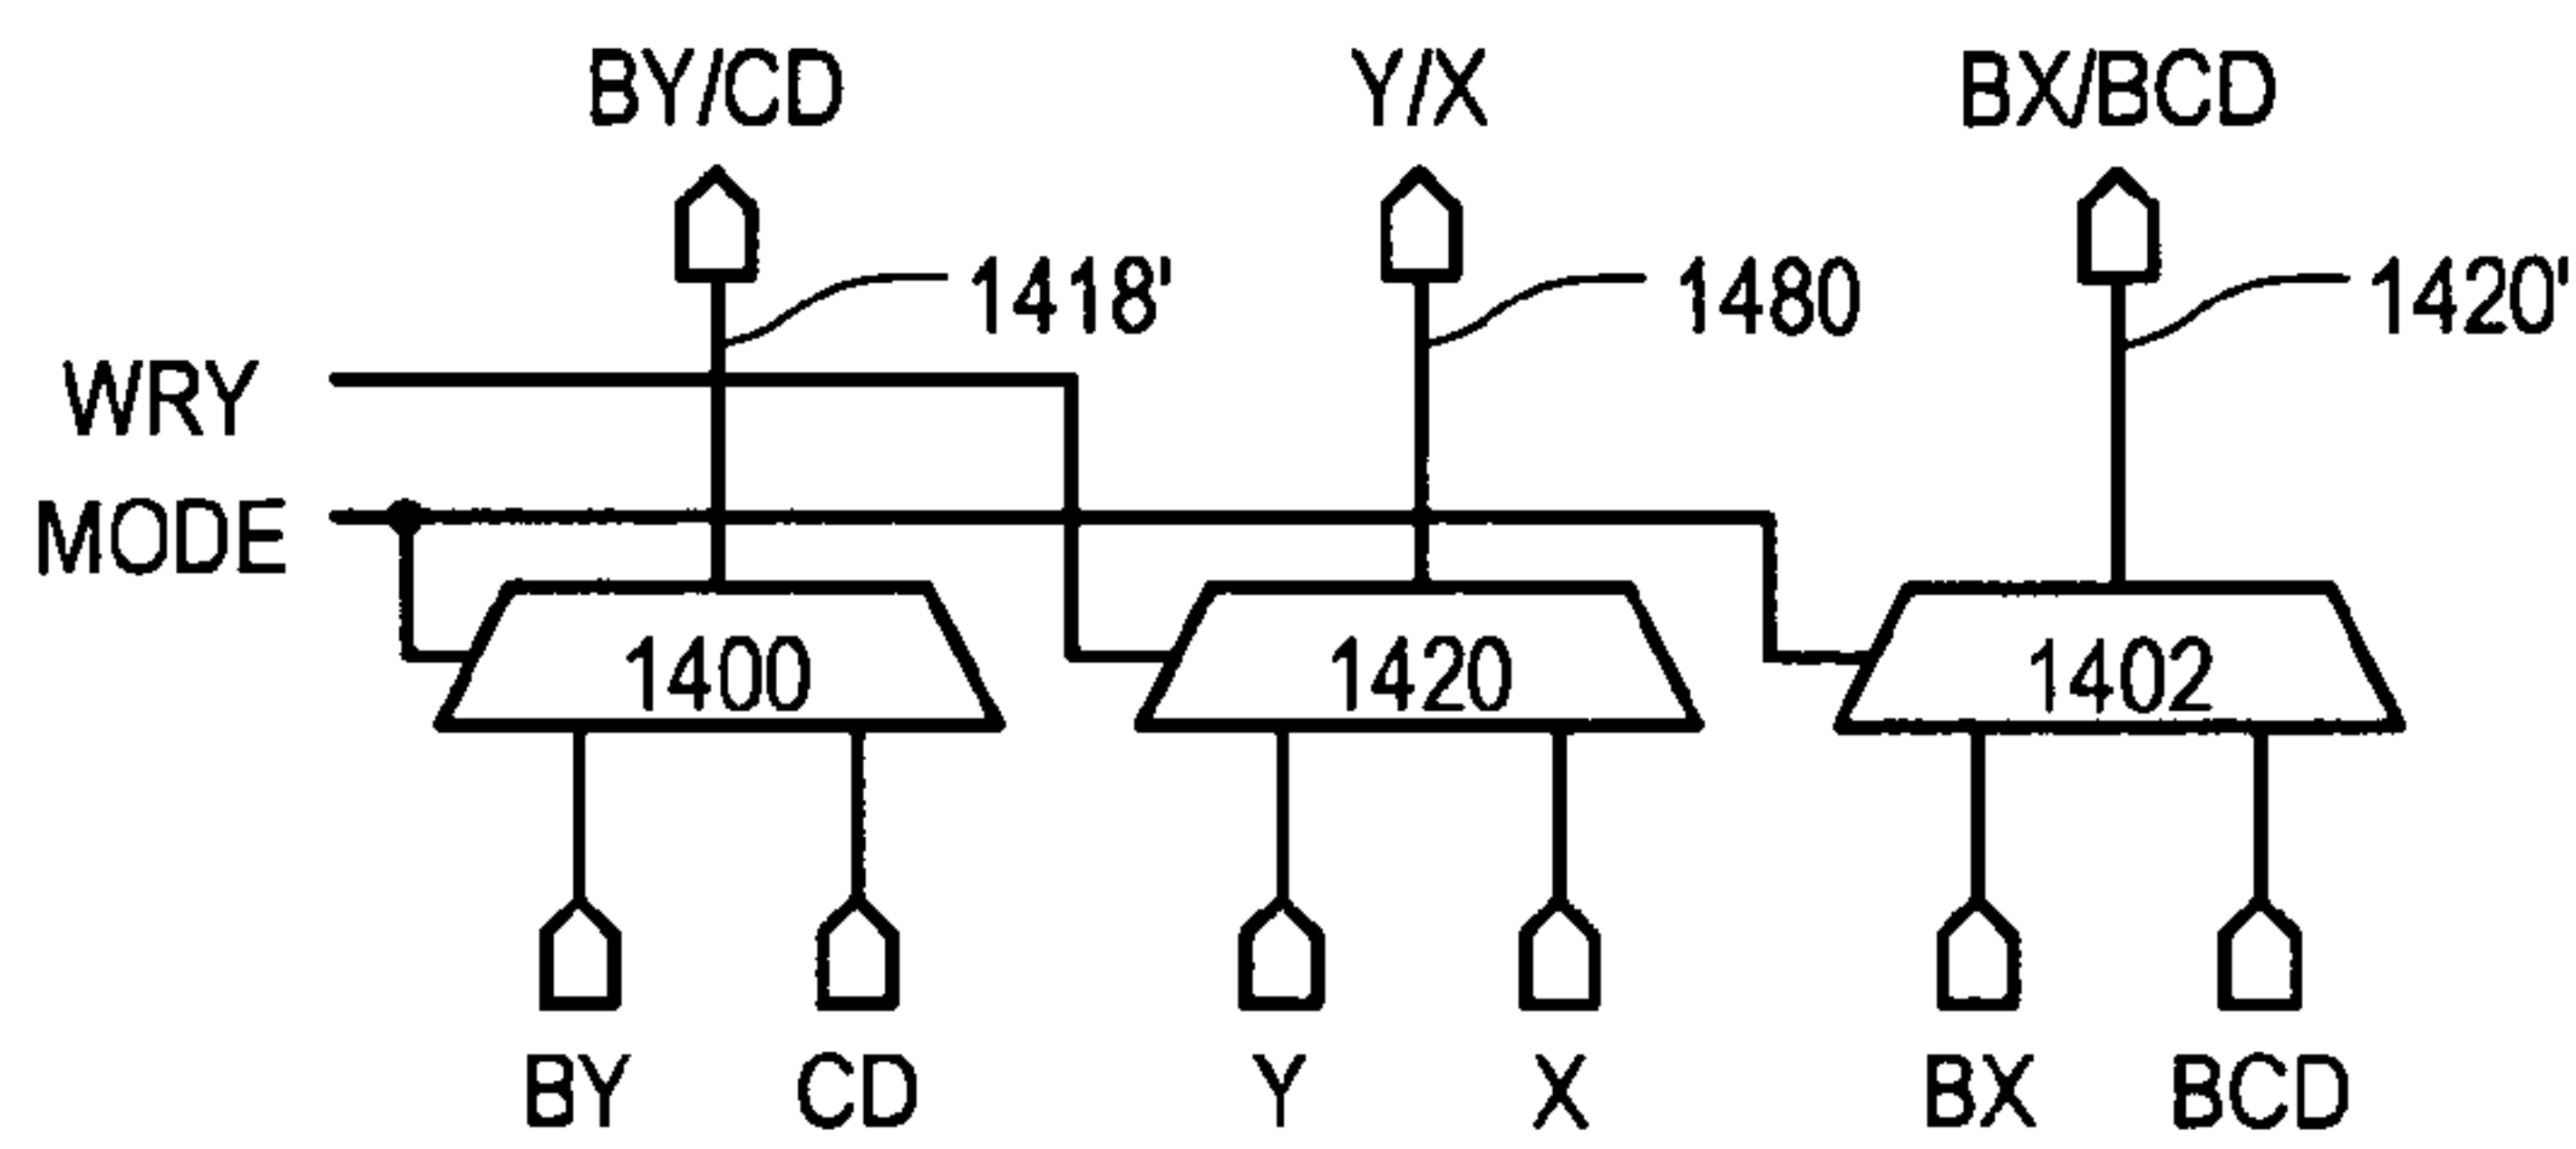 BY/CD Y/X BX/BCD
1418' 1480 1420'
WRY
MODE
1400 1420 1402
BY CD Y X BX BCD